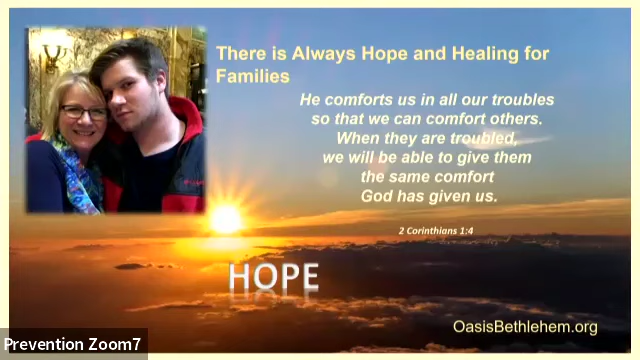 There is Always Hope and Healing for
Families
He comforts us in all our troubles
so that we can comfort others.
When they are troubled,
we will be able to give them
the same comfort
God has given us.
2 Corinthians 1:4
HOPE
OasisBethlehem.org
Prevention Zoom7